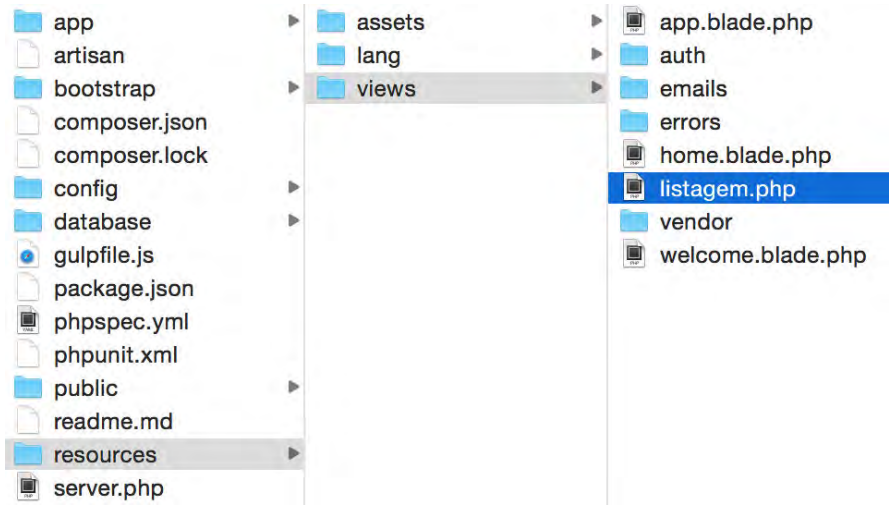 app
artisan
bootstrap
composer.json
composer.lock
config
database
gulpfile.js
package.json
phpspec.yml
phpunit.xml
public
readme.md
resources
server.php
assets
lang
views
app.blade.php
auth
emails
errors
home.blade.php
listagem.php
vendor
welcome.blade.php